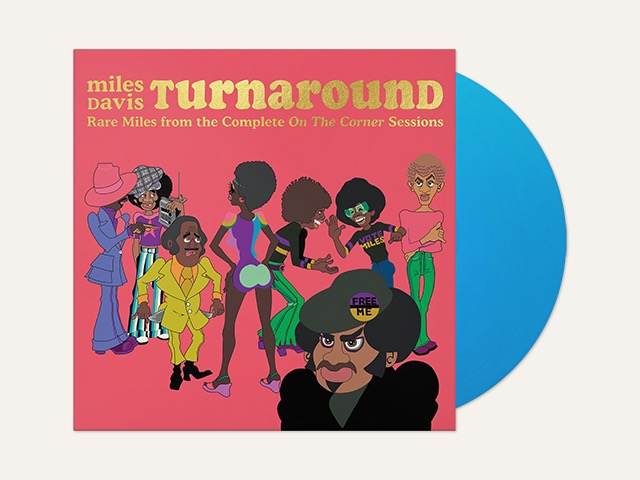 miles
Davis
Turnaround
Rare Miles from the Complete On The Corner Sessions
VOTE
MILES
FREE
ME